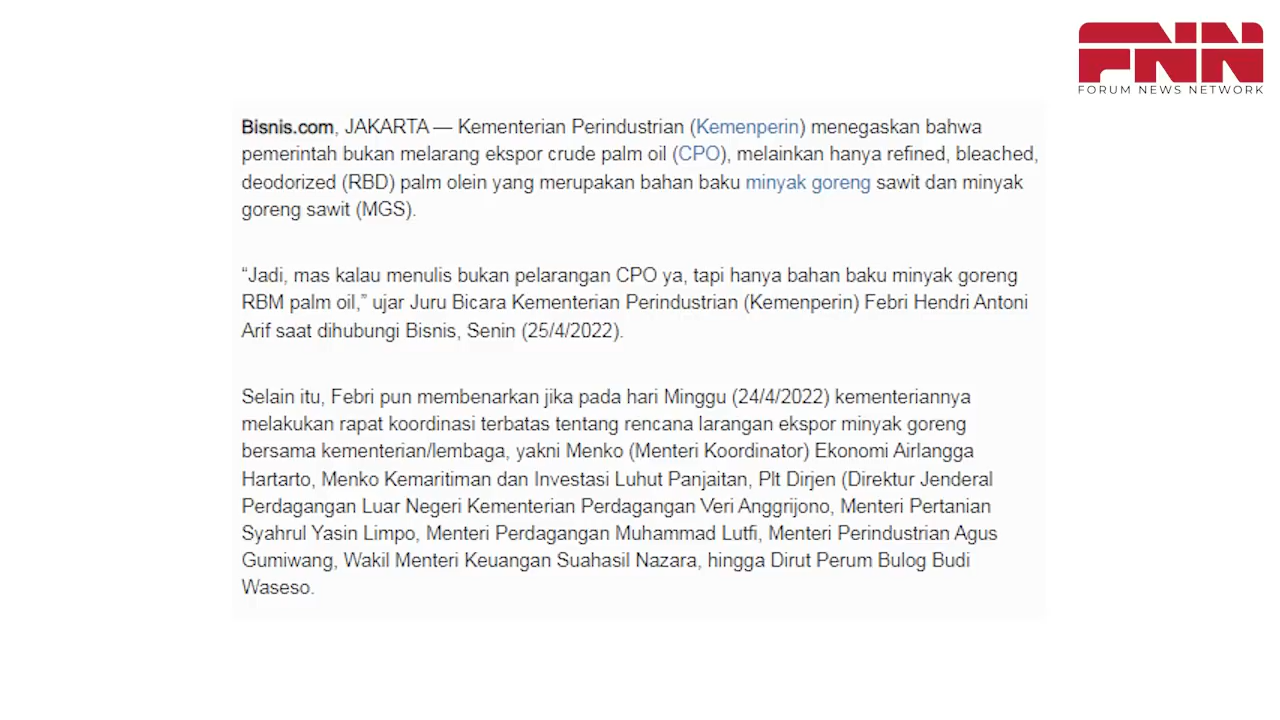 FNN
FORUM NEWS NETWORK
Bisnis.com, JAKARTA — Kementerian Perindustrian (Kemenperin) menegaskan bahwa
pemerintah bukan melarang ekspor crude palm oil (CPO), melainkan hanya refined, bleached,
deodorized (RBD) palm olein yang merupakan bahan baku minyak goreng sawit dan minyak
goreng sawit (MGS).
“Jadi, mas kalau menulis bukan pelarangan CPO ya, tapi hanya bahan baku minyak goreng
RBM palm oil,” ujar Juru Bicara Kementerian Perindustrian (Kemenperin) Febri Hendri Antoni
Arif saat dihubungi Bisnis, Senin (25/4/2022).
Selain itu, Febri pun membenarkan jika pada hari Minggu (24/4/2022) kementeriannya
melakukan rapat koordinasi terbatas tentang rencana larangan ekspor minyak goreng
bersama kementerian/lembaga, yakni Menko (Menteri Koordinator) Ekonomi Airlangga
Hartarto, Menko Kemaritiman dan Investasi Luhut Panjaitan, Plt Dirjen (Direktur Jenderal
Perdagangan Luar Negeri Kementerian Perdagangan Veri Anggrijono, Menteri Pertanian
Syahrul Yasin Limpo, Menteri Perdagangan Muhammad Lutfi, Menteri Perindustrian Agus
Gumiwang, Wakil Menteri Keuangan Suahasil Nazara, hingga Dirut Perum Bulog Budi
Waseso.